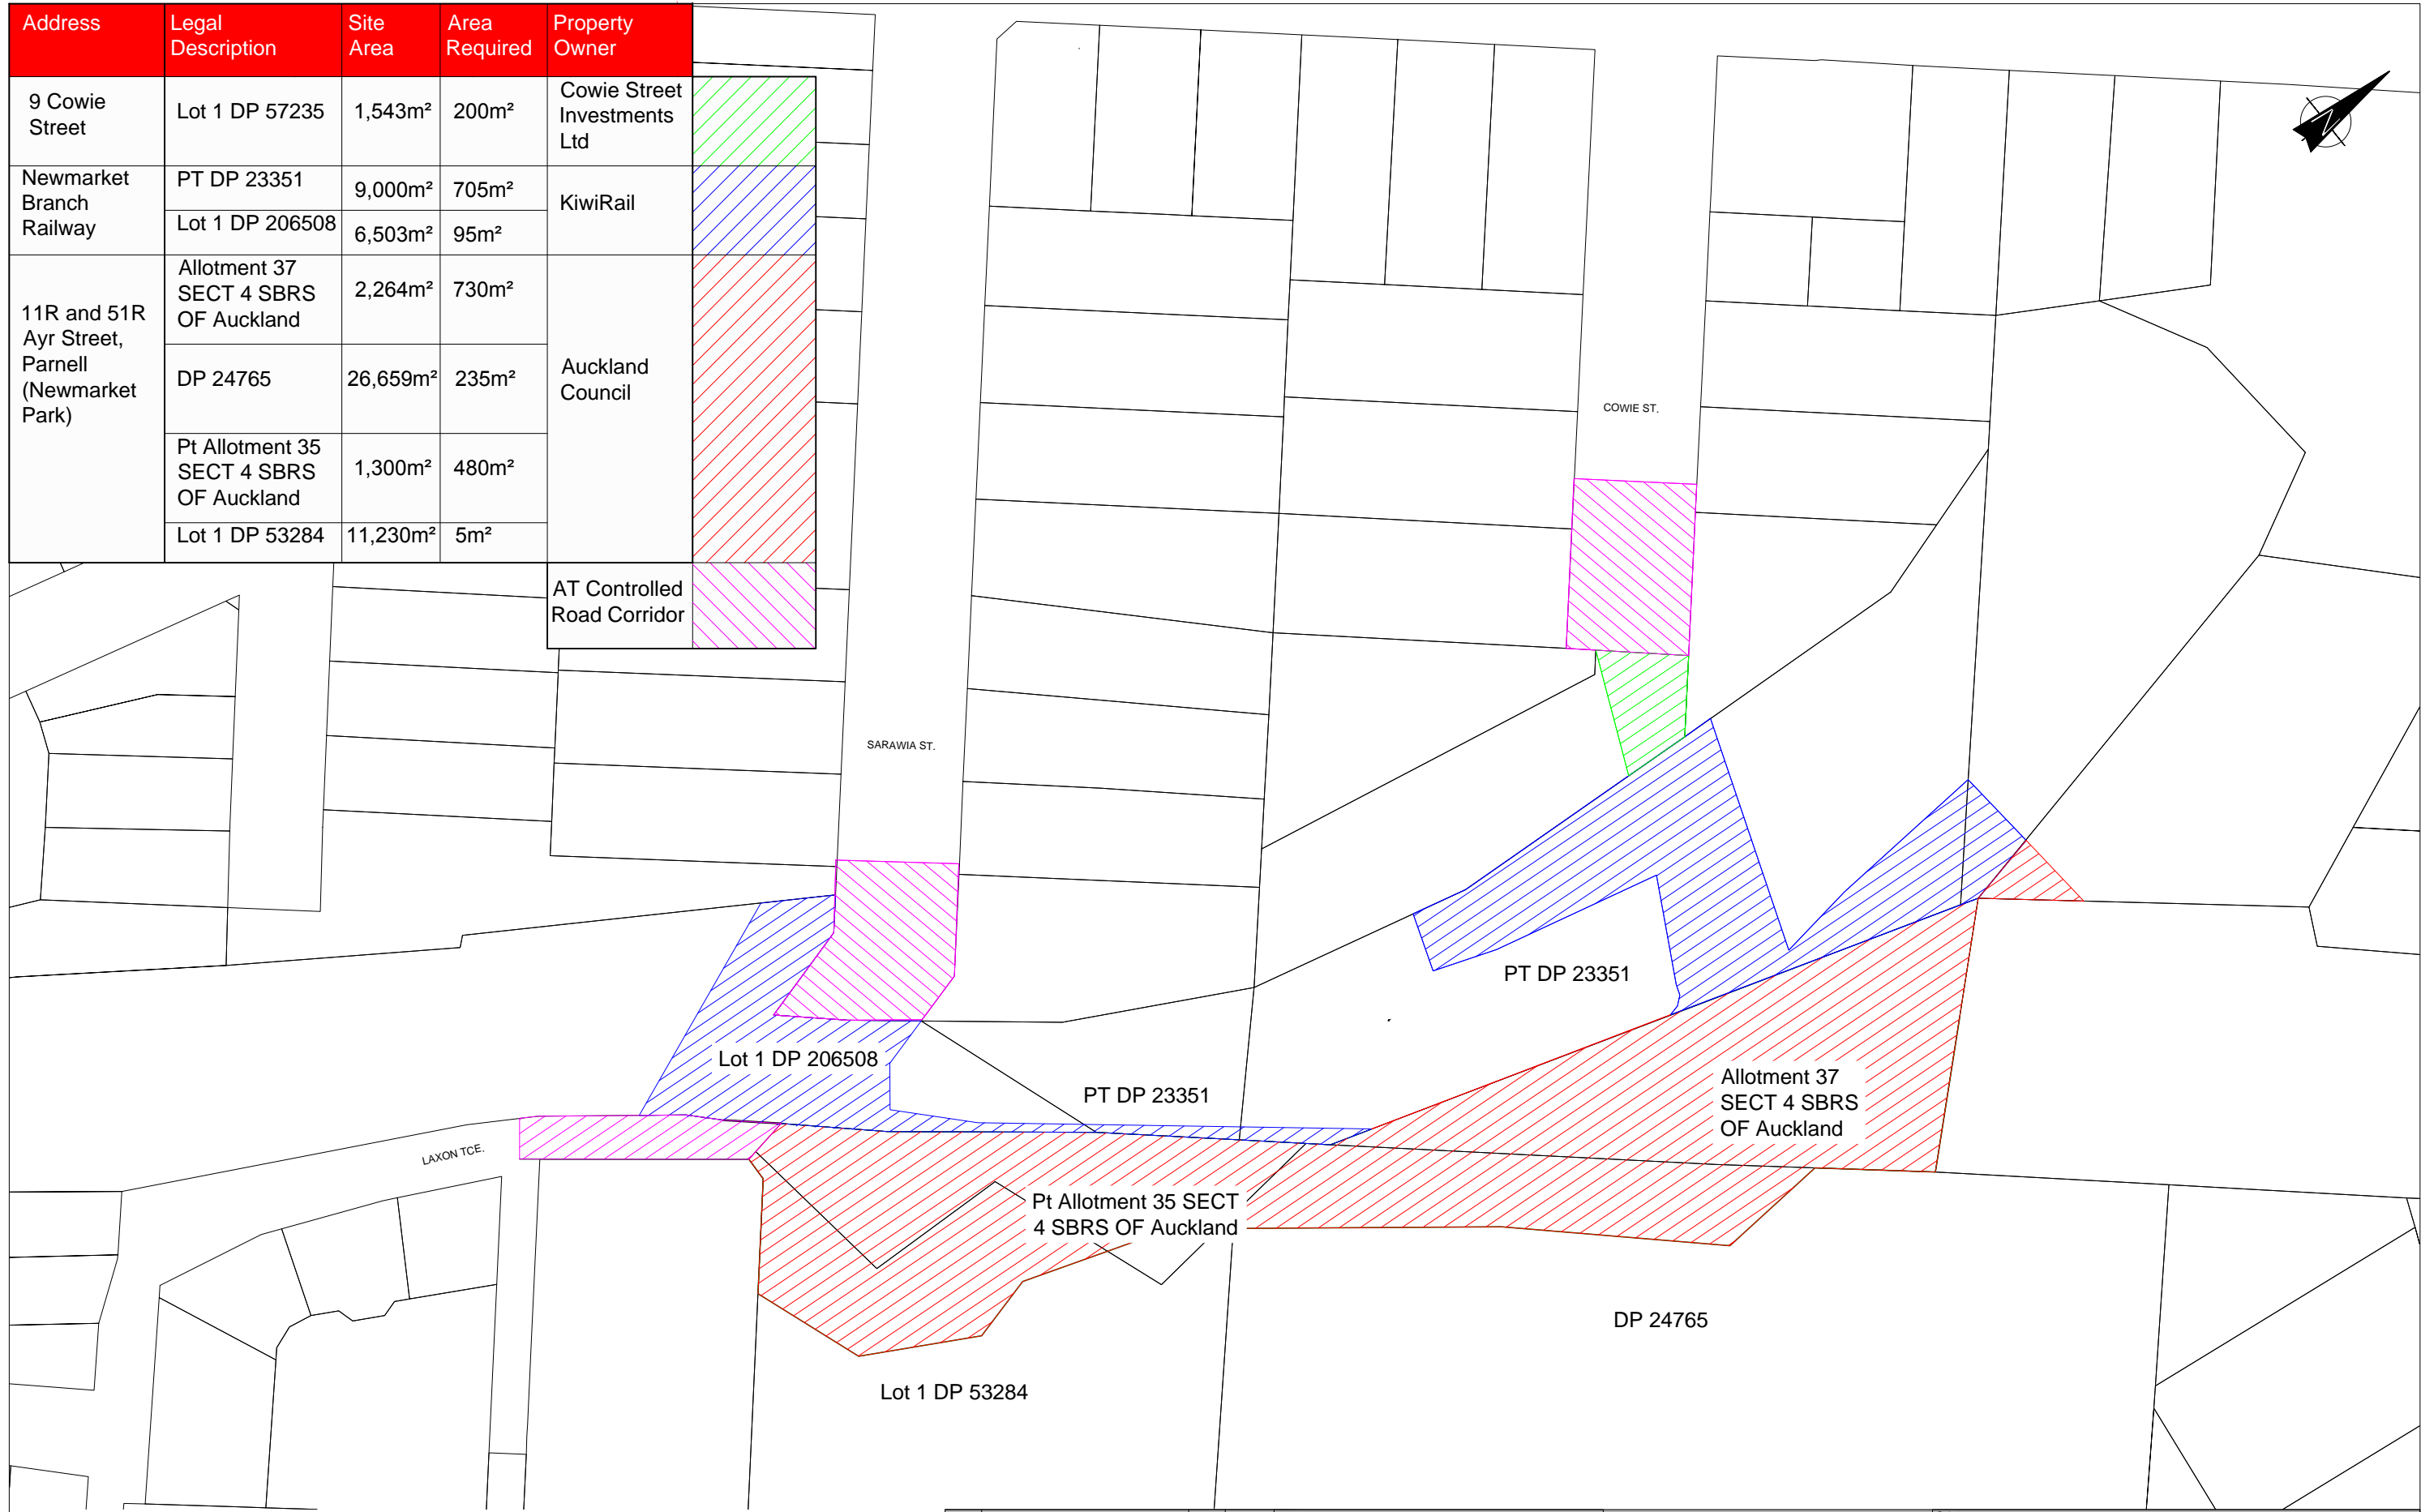 Address
Legal
Description
Site
Area
Area
Required
Property
Owner
9 Cowie
Street
Lot 1 DP 57235
1,543m²
200m²
Cowie Street
Investments
Ltd
Newmarket
Branch
Railway
PT DP 23351
9,000m²
705m²
KiwiRail
Lot 1 DP 206508
6,503m²
95m²
11R and 51R
Ayr Street,
Parnell
(Newmarket
Park)
Allotment 37
SECT 4 SBRS
OF Auckland
2,264m²
730m²
Auckland
Council
DP 24765
26,659m²
235m²
Pt Allotment 35
SECT 4 SBRS
OF Auckland
1,300m²
480m²
Lot 1 DP 53284
11,230m²
5m²
AT Controlled
Road Corridor
N
COWIE ST.
SARAWIA ST.
PT DP 23351
Lot 1 DP 206508
PT DP 23351
Allotment 37
SECT 4 SBRS
OF Auckland
LAXON TCE.
Pt Allotment 35 SECT
4 SBRS OF Auckland
DP 24765
Lot 1 DP 53284